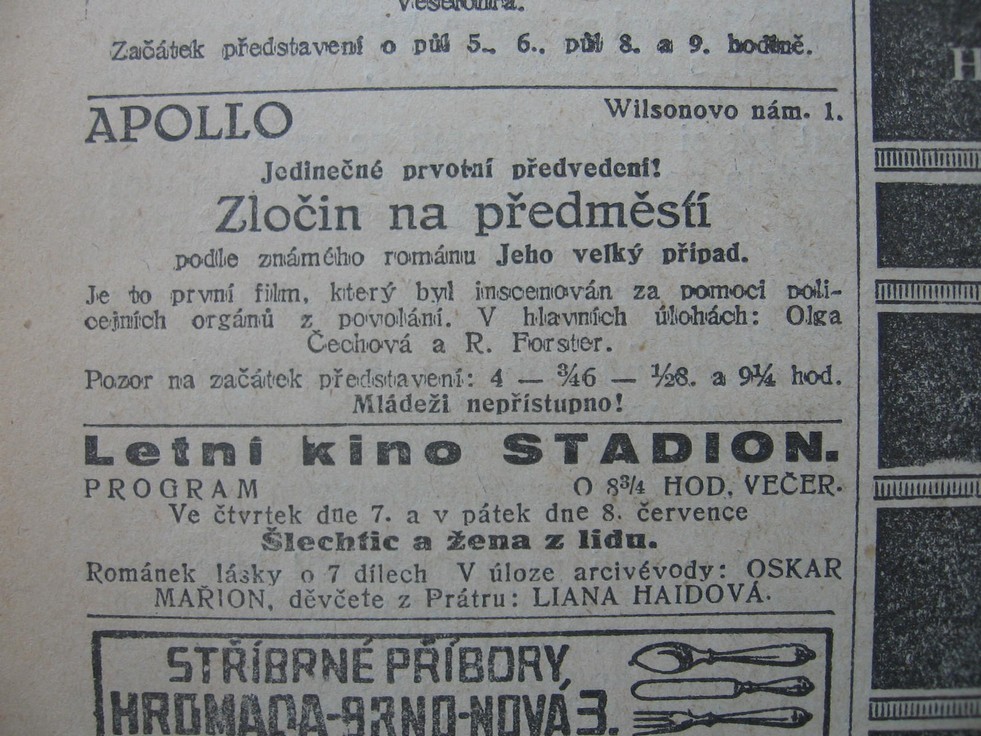 Veselohra.
Začátek představení o půl 5., 6., půl 8. a 9. hodině.
APOLLO
Wilsonovo nám. 1.
Jedinečné prvotní předvedení!
Zločin na předměstí
podle známého románu Jeho velký případ.
Je to první film, který byl inscenován za pomoci poli-
cejních orgánů z povolání. V hlavních úlohách: Olga
Čechová a R. Forster.
Pozor na začátek představení: 4 — ¾6 — ½8. a 9¼ hod.
Mládeži nepřístupno!
Letní kino STADION.
PROGRAM
O 8¾ HOD. VEČER.
Ve čtvrtek dne 7. a v pátek dne 8. července
Šlechtic a žena z lidu.
Románek lásky o 7 dílech V úloze arcivévody: OSKAR
MAŘION, děvčete z Prátru: LIANA HAIDOVÁ.
STŘÍBRNÉ PŘÍBORY
HROMADA-BRNO-NOVÁ 3.
H